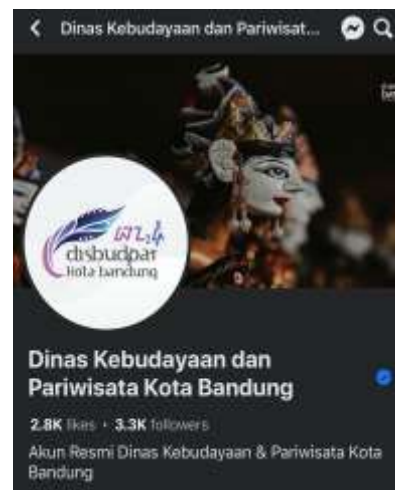 Dinas Kebudayaan dan Pariwisat...
disbudpar
kota bandung
Dinas Kebudayaan dan
Pariwisata Kota Bandung
2.8K likes • 3.3K followers
Akun Resmi Dinas Kebudayaan & Pariwisata Kota
Bandung